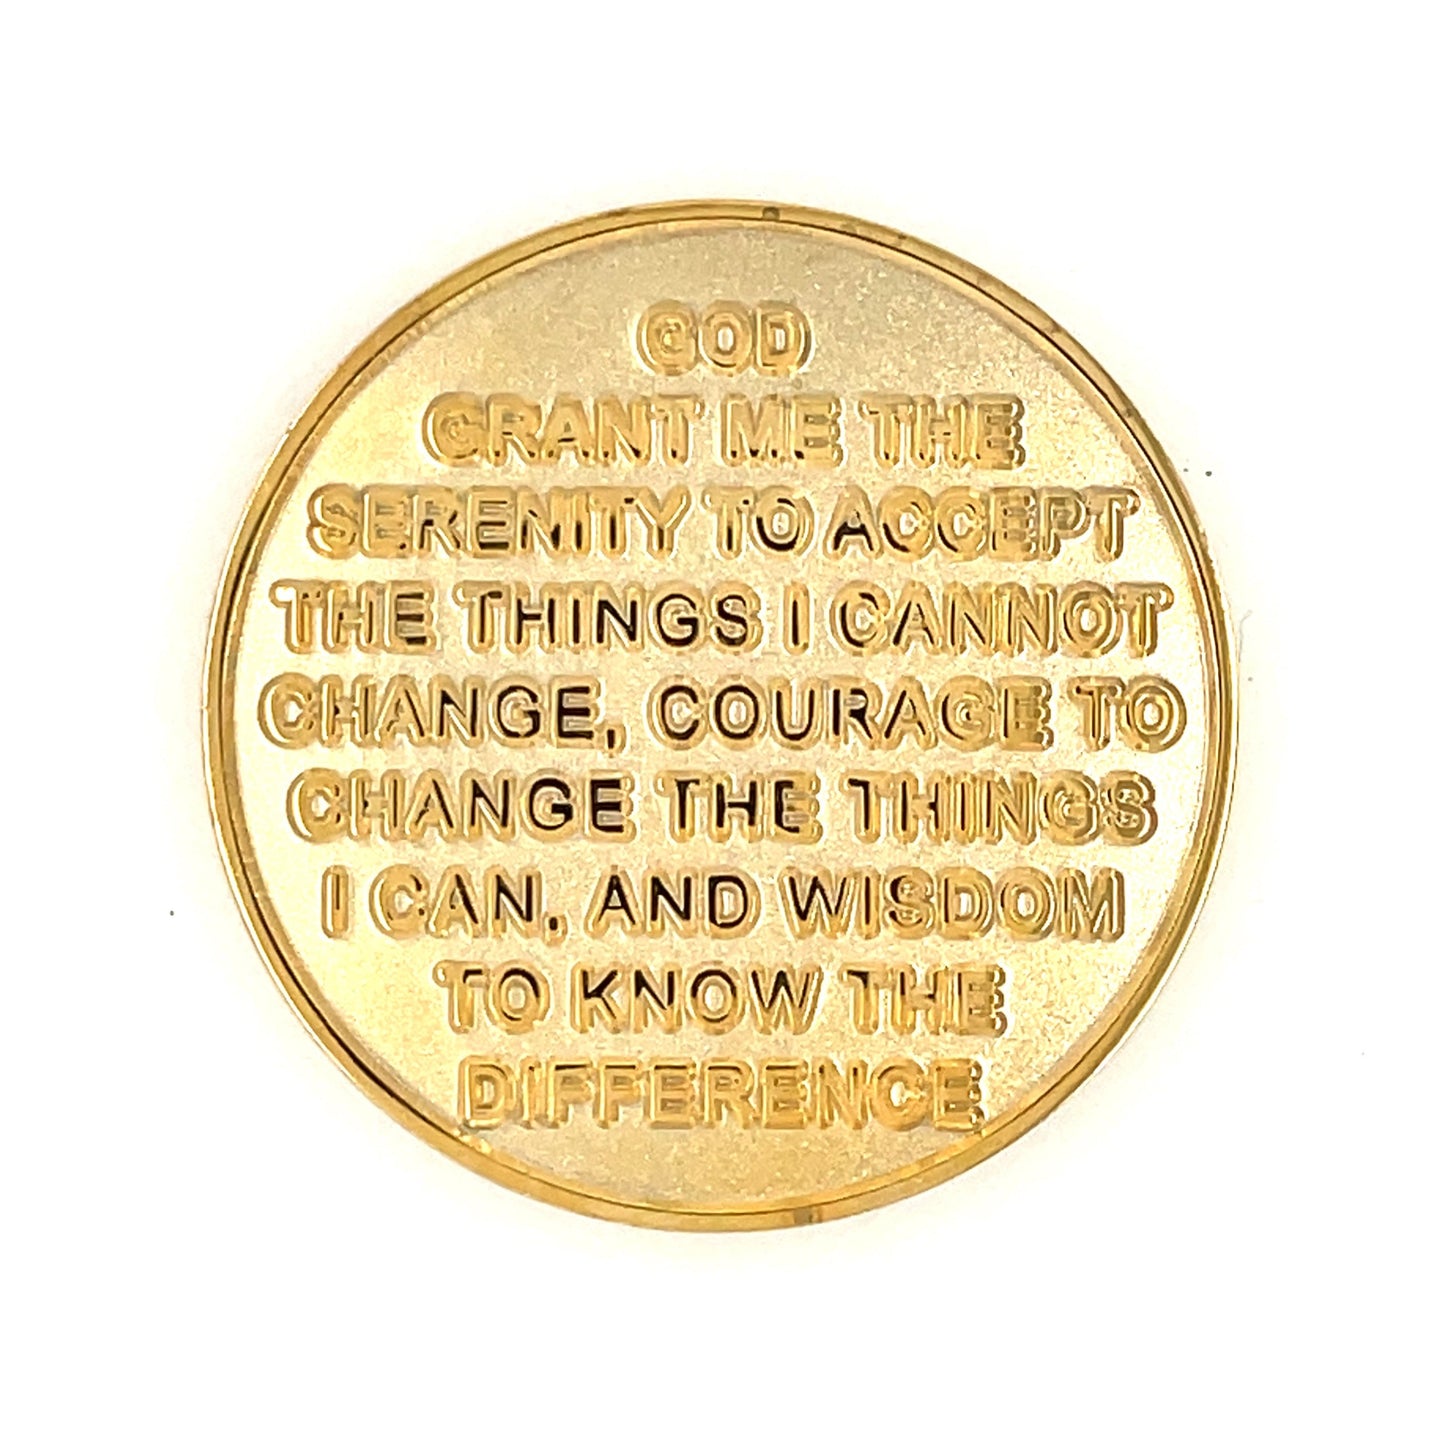 GOD
GRANT ME THE
SERENITY TO ACCEPT
THE THINGS I CANNOT
CHANGE, COURAGE TO
CHANGE THE THINGS
I CAN, AND WISDOM
TO KNOW THE
DIFFERENCE